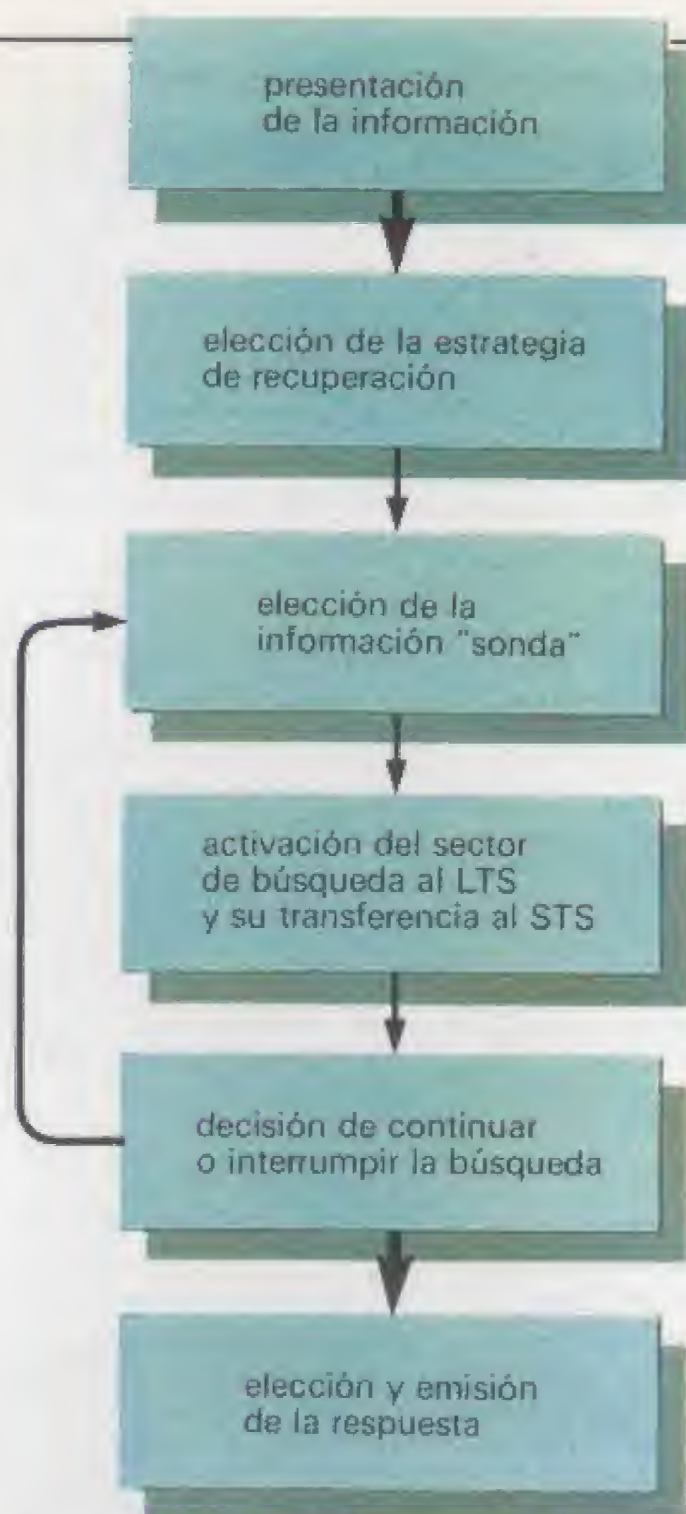 presentación
de la información
elección de la estrategia
de recuperación
elección de la
información "sonda"
activación del sector
de búsqueda al LTS
y su transferencia al STS
decisión de continuar
o interrumpir la búsqueda
elección y emisión
de la respuesta